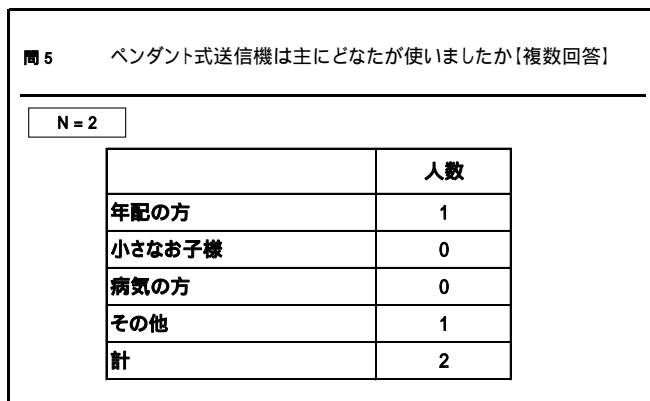 問5 ペンダント式送信機は主にどなたが使いましたか【複数回答】
N = 2
人数
年配の方 1
小さなお子様 0
病気の方 0
その他 1
計 2